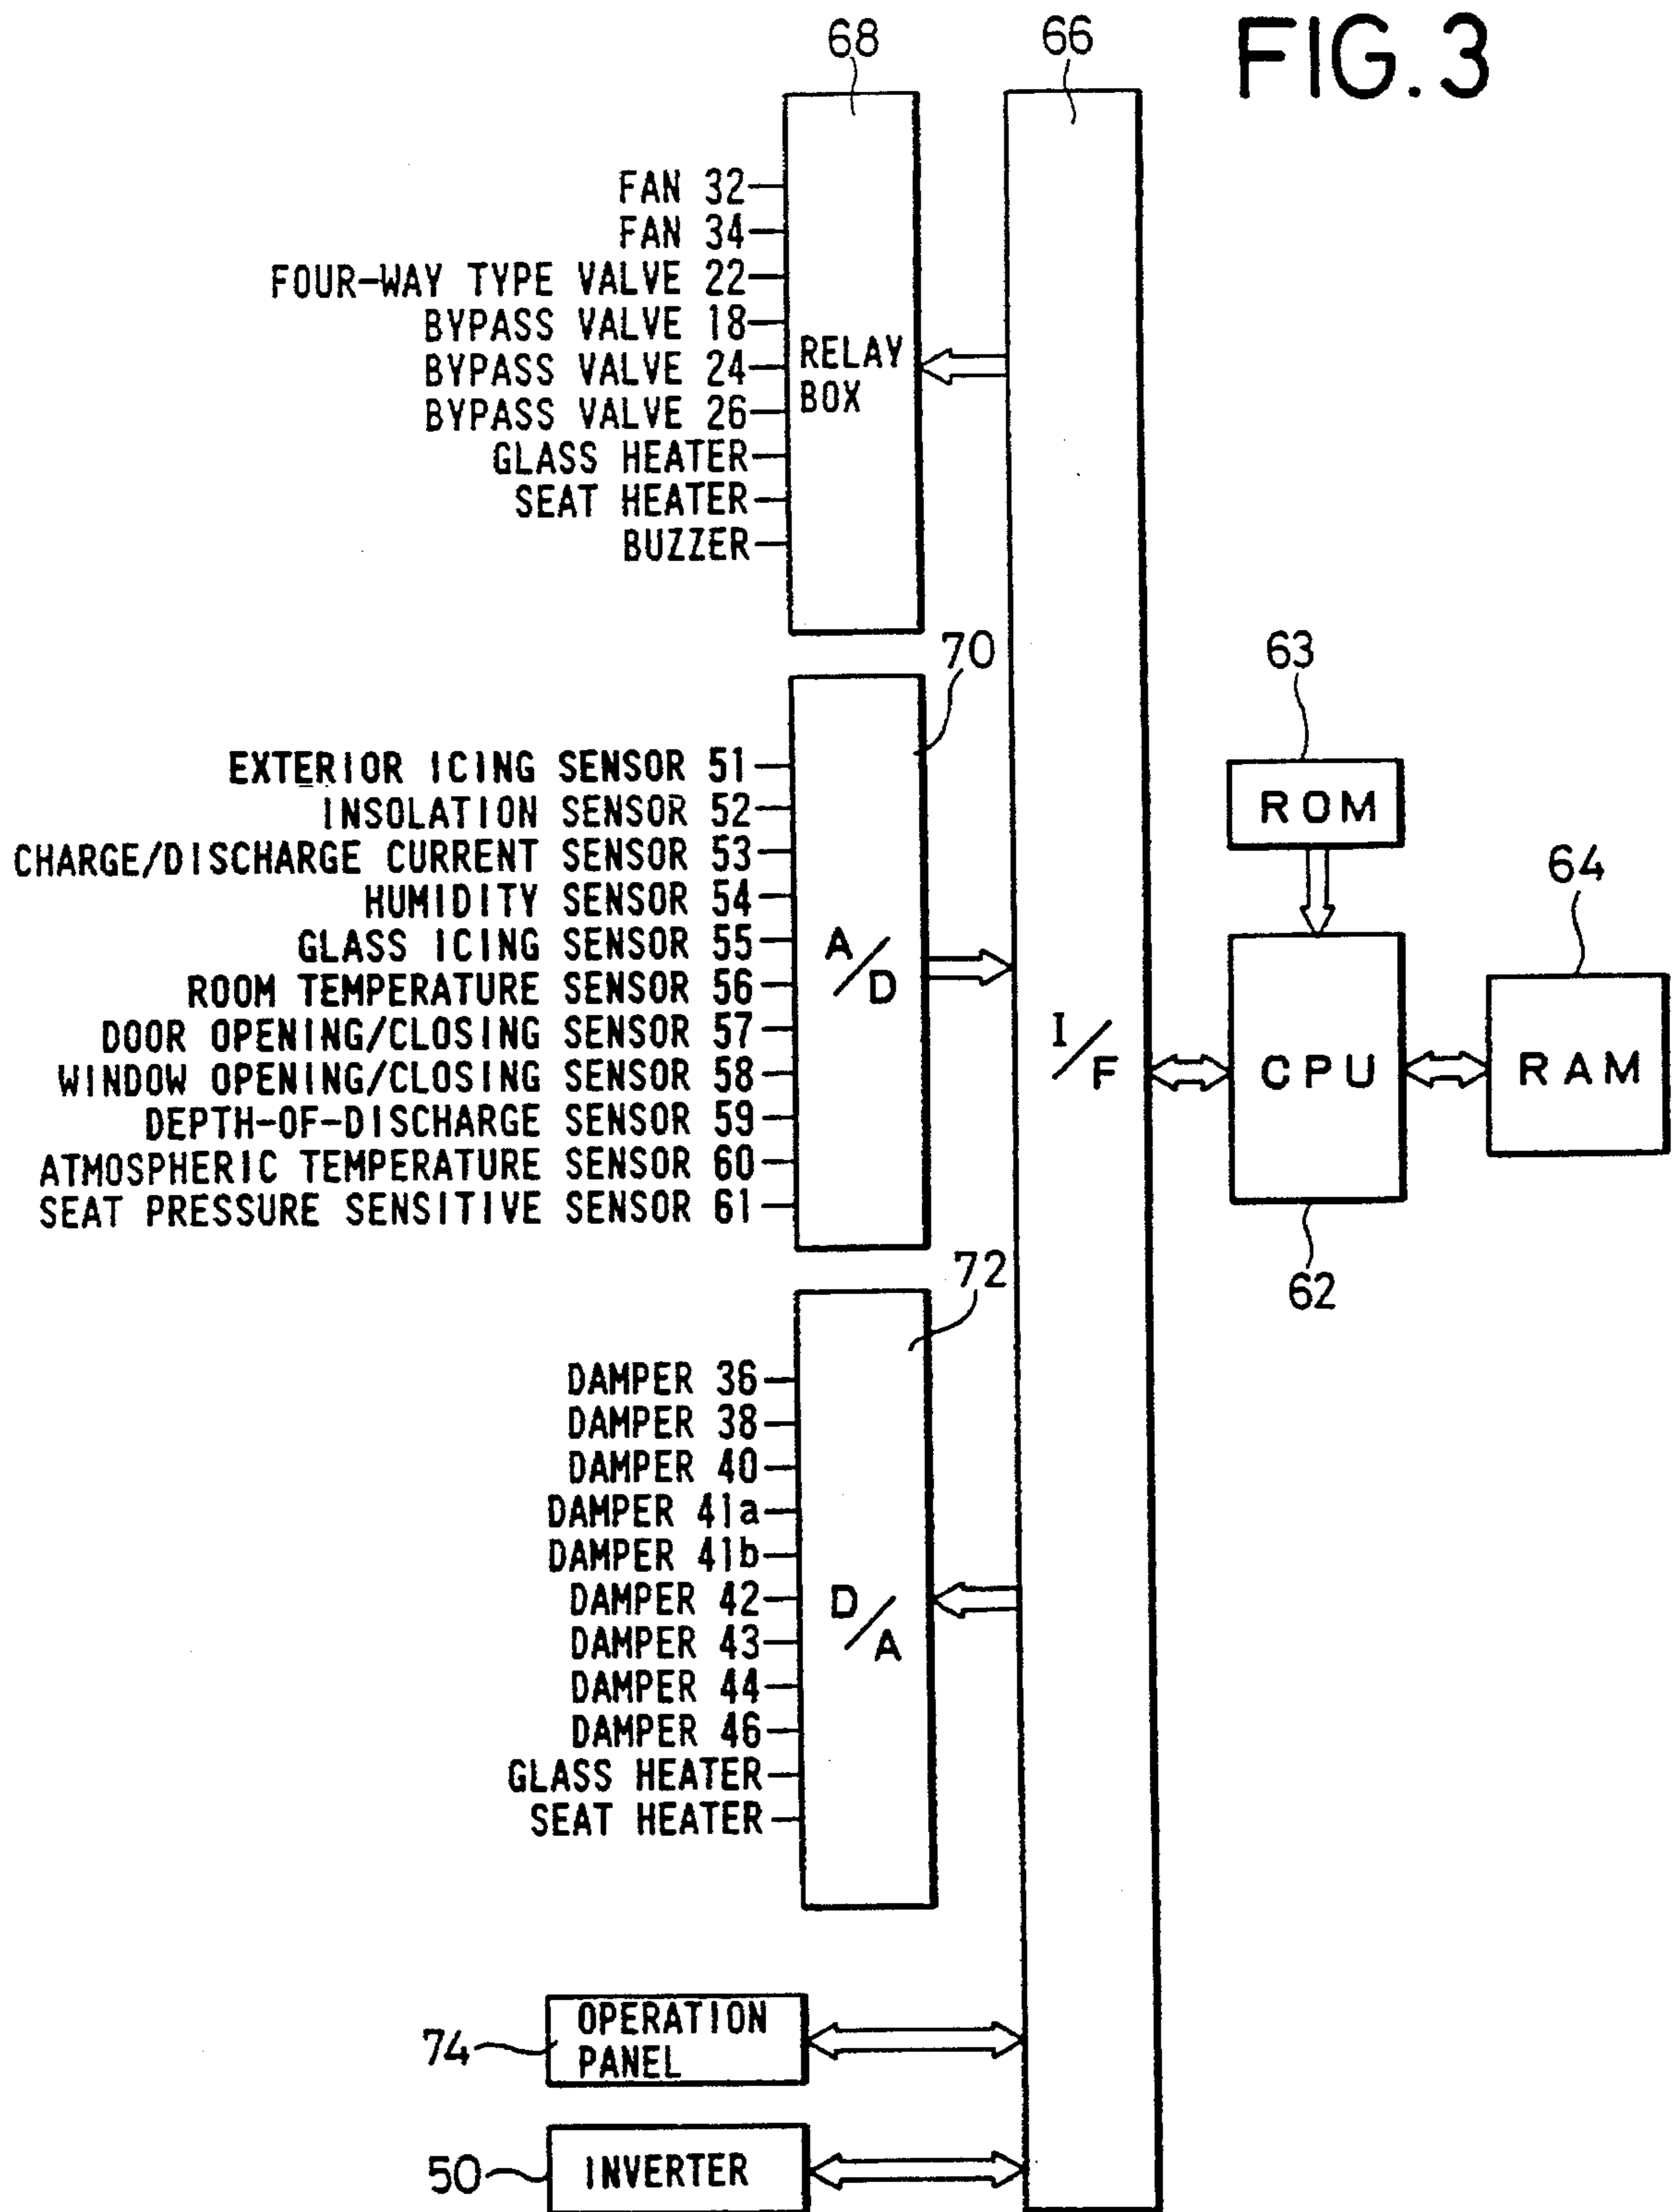 FIG. 3
68
66
FAN 32
FAN 34
FOUR-WAY TYPE VALVE 22
BYPASS VALVE 18
BYPASS VALVE 24
BYPASS VALVE 26
GLASS HEATER
SEAT HEATER
BUZZER
RELAY
BOX
70
EXTERIOR ICING SENSOR 51
INSOLATION SENSOR 52
CHARGE/DISCHARGE CURRENT SENSOR 53
HUMIDITY SENSOR 54
GLASS ICING SENSOR 55
ROOM TEMPERATURE SENSOR 56
DOOR OPENING/CLOSING SENSOR 57
WINDOW OPENING/CLOSING SENSOR 58
DEPTH-OF-DISCHARGE SENSOR 59
ATMOSPHERIC TEMPERATURE SENSOR 60
SEAT PRESSURE SENSITIVE SENSOR 61
A/D
I/F
63
ROM
64
CPU
RAM
62
72
DAMPER 36
DAMPER 38
DAMPER 40
DAMPER 41a
DAMPER 41b
DAMPER 42
DAMPER 43
DAMPER 44
DAMPER 46
GLASS HEATER
SEAT HEATER
D/A
74
OPERATION
PANEL
50
INVERTER